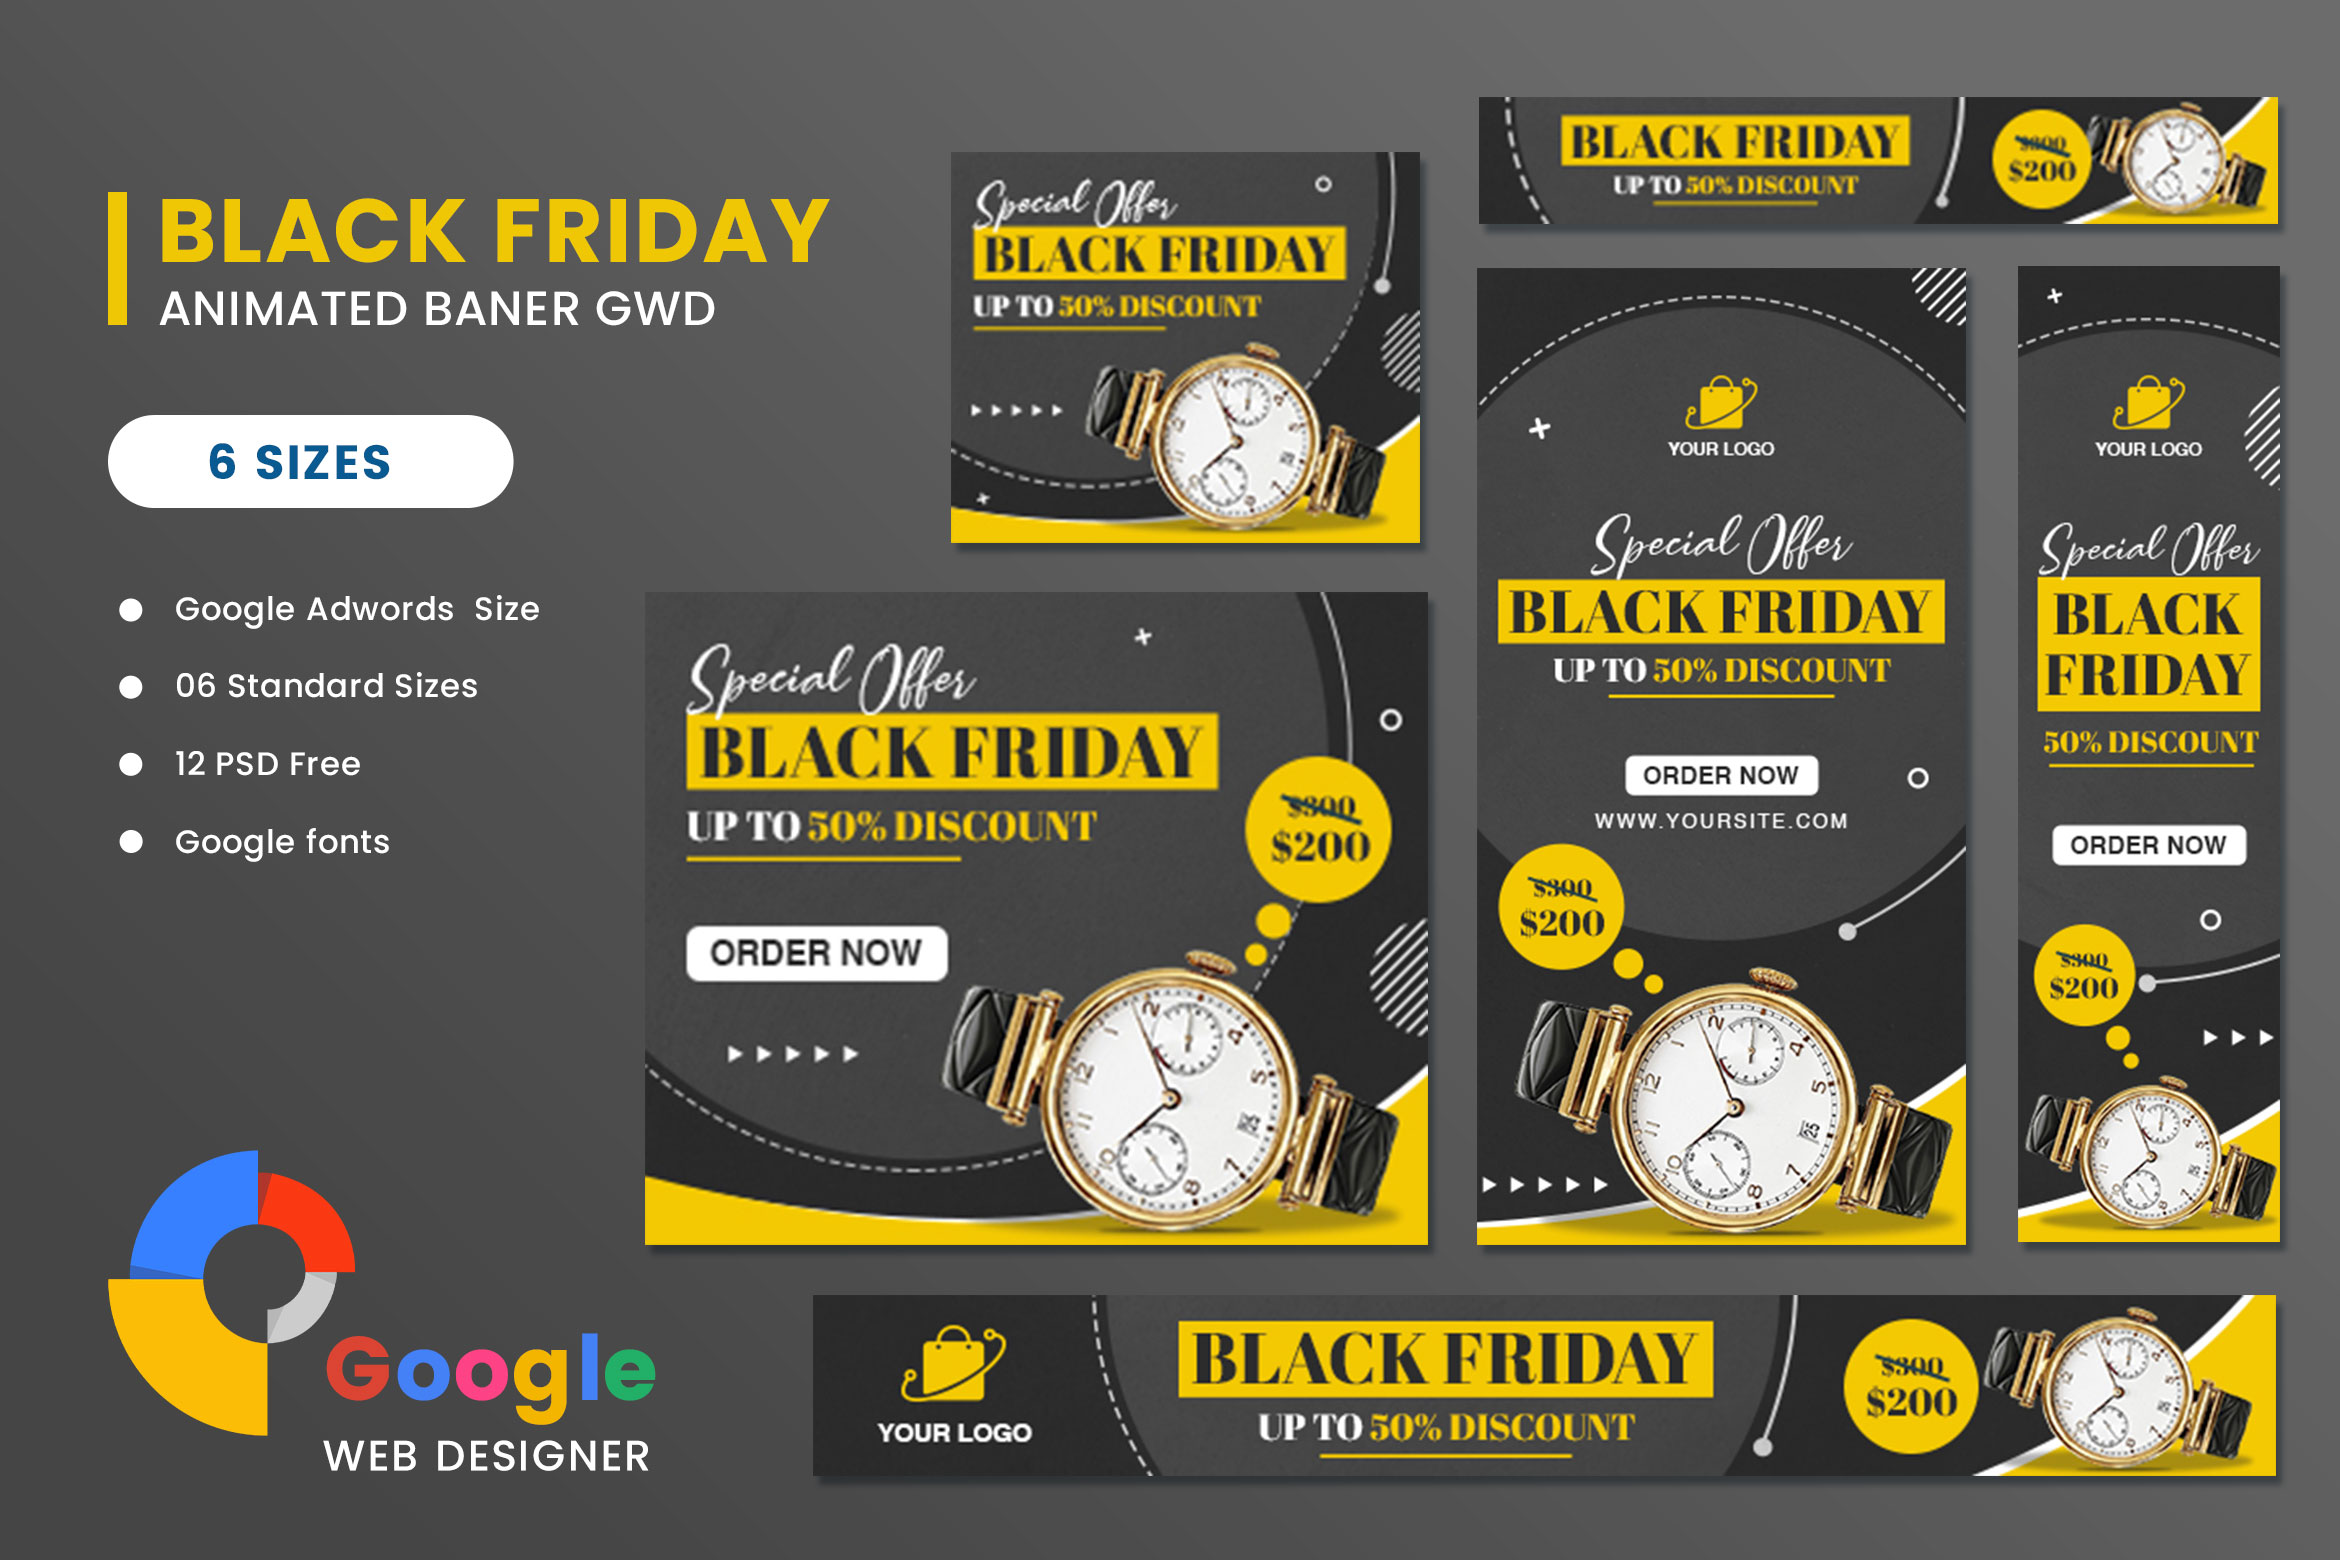 BLACK FRIDAY
ANIMATED BANER GWD
6 SIZES
Google Adwords  Size
06 Standard Sizes
12 PSD Free
Google fonts
Google
WEB DESIGNER
Special Offer
BLACK FRIDAY
UP TO 50% DISCOUNT
BLACK FRIDAY
UP TO 50% DISCOUNT
$300
$200
Special Offer
BLACK FRIDAY
UP TO 50% DISCOUNT
ORDER NOW
$300
$200
YOUR LOGO
Special Offer
BLACK FRIDAY
UP TO 50% DISCOUNT
ORDER NOW
WWW.YOURSITE.COM
$300
$200
YOUR LOGO
Special Offer
BLACK
FRIDAY
50% DISCOUNT
ORDER NOW
$300
$200
YOUR LOGO
BLACK FRIDAY
UP TO 50% DISCOUNT
$300
$200